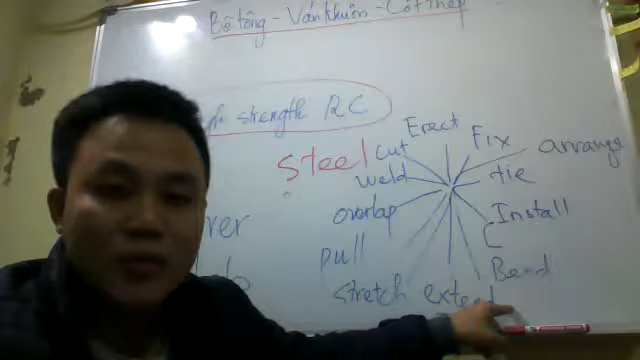 Bê tông - Ván khuôn - Cốt thép
strength RC
steel
Erect
Fix
arrange
cut
weld
tie
overlap
Install
pull
Bend
stretch
extend